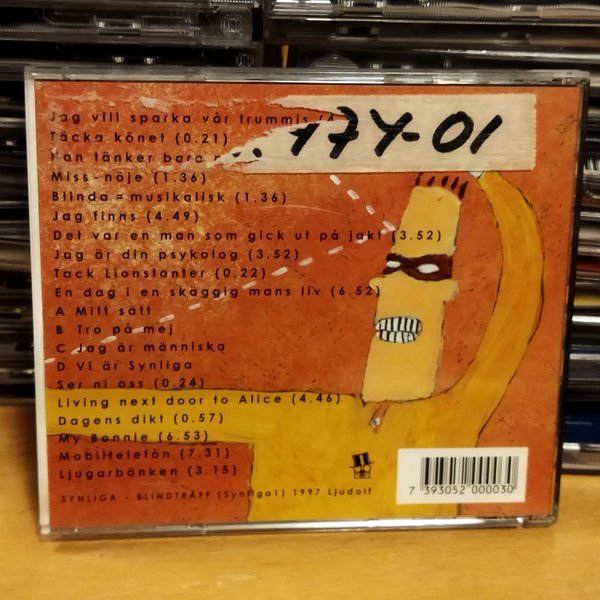 174-01
Jag vill sparka vår trummis (4
Täcka könet (0.21)
Han tänker bara
Miss-nöje (1.36)
Blinda = musikalisk (1.36)
Jag finns (4.49)
Det var en man som gick ut på jakt (3.52)
Jag är din psykolog (3.52)
Tack Lionstanter (0.22)
En dag i en skäggig mans liv (6.52)
A Mitt sätt
B Tro på mej
C Jag är människa
D Vi är Synliga
Ser ni oss (0.24)
Living next door to Alice (4.46)
Dagens dikt (0.57)
My Bonnie (6.53)
Mobiltelefôn (7.31)
Ljugarbänken (3.15)
SYNLIGA - BLINDTRÄFF (Synliga1) 1997 Ljudolf
7 393052 000030